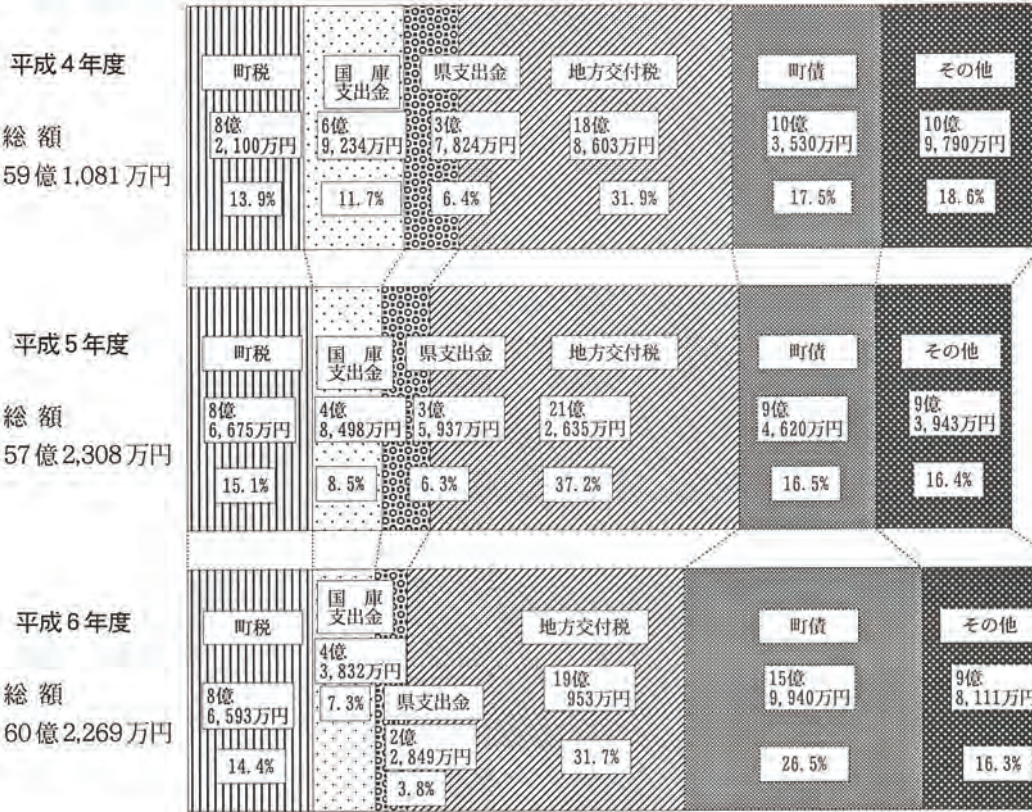 平成4年度
総額
59億1,081万円
町税
国庫
支出金
県支出金
地方交付税
町債
その他
8億
2,100万円
6億
9,234万円
3億
7,824万円
18億
8,603万円
10億
3,530万円
10億
9,790万円
13.9%
11.7%
6.4%
31.9%
17.5%
18.6%
平成5年度
総額
57億2,308万円
町税
国庫
支出金
県支出金
地方交付税
町債
その他
8億
6,675万円
4億
8,498万円
3億
5,937万円
21億
2,635万円
9億
4,620万円
9億
3,943万円
15.1%
8.5%
6.3%
37.2%
16.5%
16.4%
平成6年度
総額
60億2,269万円
町税
国庫
支出金
県支出金
地方交付税
町債
その他
8億
6,593万円
4億
3,832万円
2億
2,849万円
19億
953万円
15億
9,940万円
9億
8,111万円
14.4%
7.3%
3.8%
31.7%
26.5%
16.3%